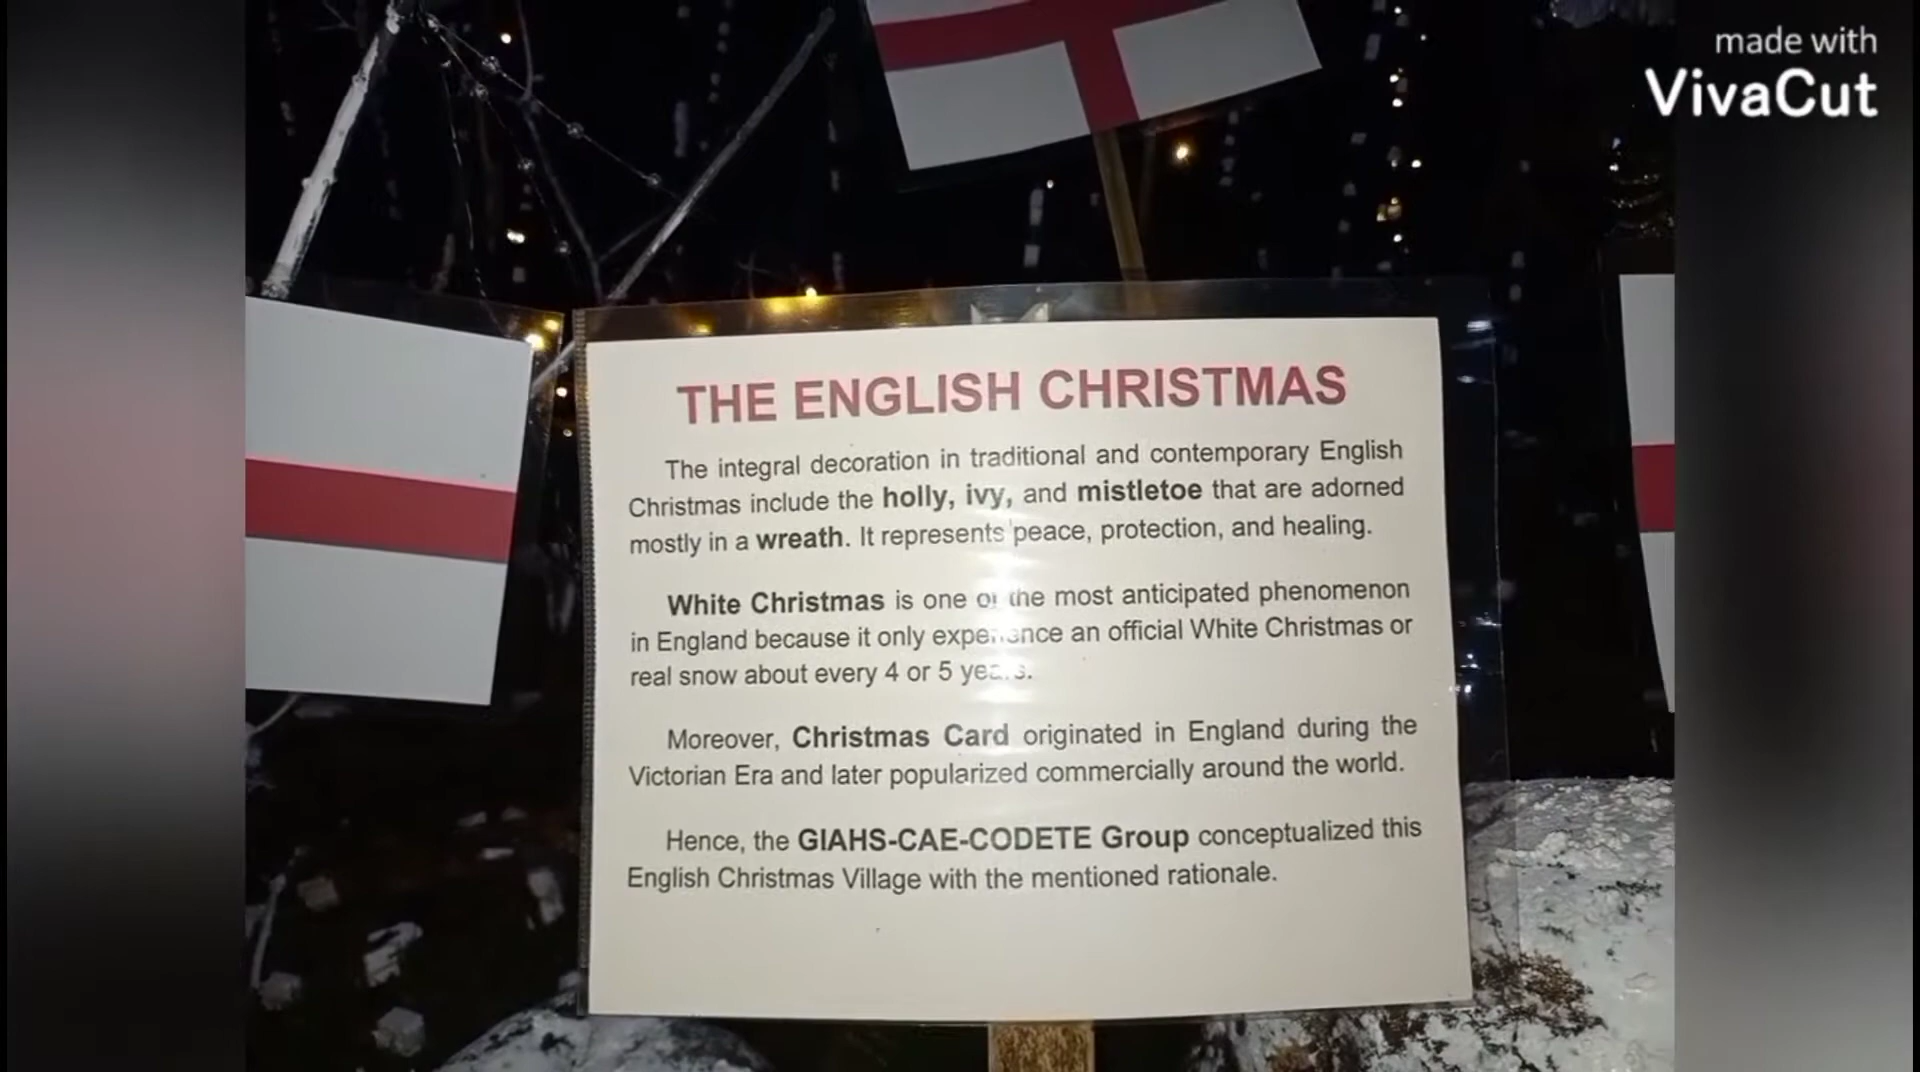 made with
VivaCut
THE ENGLISH CHRISTMAS
The integral decoration in traditional and contemporary English
Christmas include the holly, ivy, and mistletoe that are adorned
mostly in a wreath. It represents peace, protection, and healing.
White Christmas is one of the most anticipated phenomenon
in England because it only experience an official White Christmas or
real snow about every 4 or 5 years.
Moreover, Christmas Card originated in England during the
Victorian Era and later popularized commercially around the world.
Hence, the GIAHS-CAE-CODETE Group conceptualized this
English Christmas Village with the mentioned rationale.